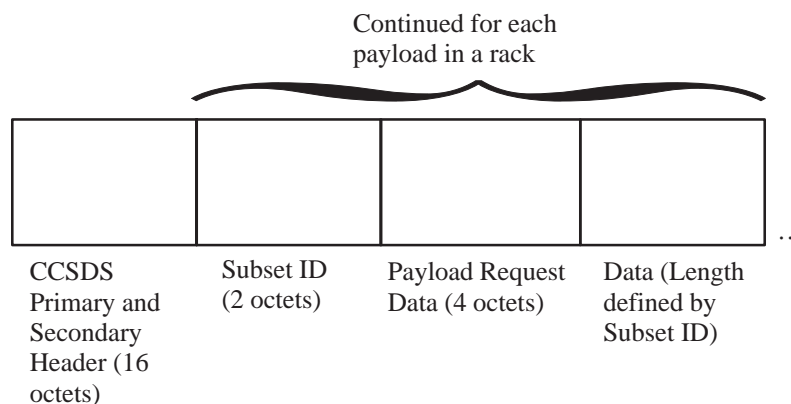 Continued for each
payload in a rack
...
CCSDS
Primary and
Secondary
Header (16
octets)
Subset ID
(2 octets)
Payload Request
Data (4 octets)
Data (Length
defined by
Subset ID)